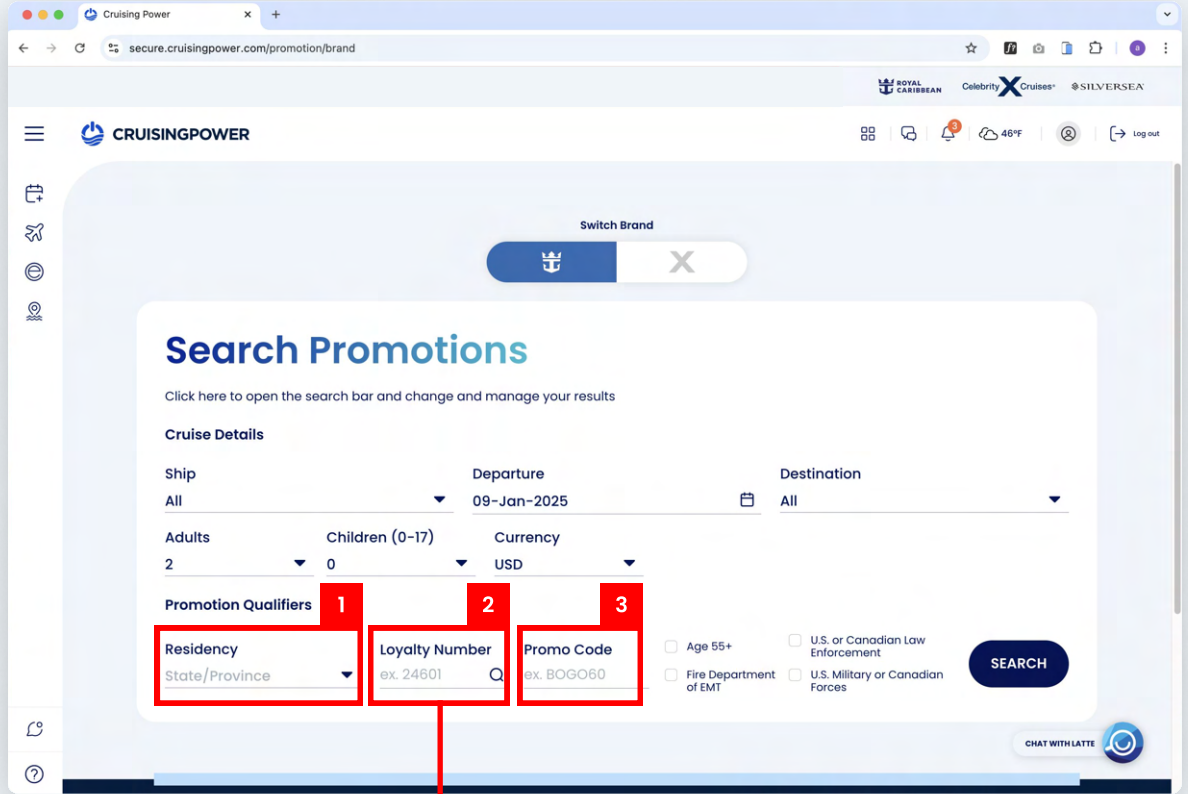 Cruising Power
secure.cruisingpower.com/promotion/brand
a
ROYAL
CARIBBEAN
Celebrity X Cruises
SILVERSEA
CRUISINGPOWER
3
46°F
Log out
Switch Brand
X
Search Promotions
Click here to open the search bar and change and manage your results
Cruise Details
Ship
Departure
Destination
All
09-Jan-2025
All
Adults
Children (0-17)
Currency
2
0
USD
Promotion Qualifiers
1
2
3
Residency
Loyalty Number
Promo Code
State/Province
ex. 24601
ex. BOGO60
Age 55+
Fire Department
of EMT
U.S. or Canadian Law
Enforcement
U.S. Military or Canadian
Forces
SEARCH
CHAT WITH LATTE